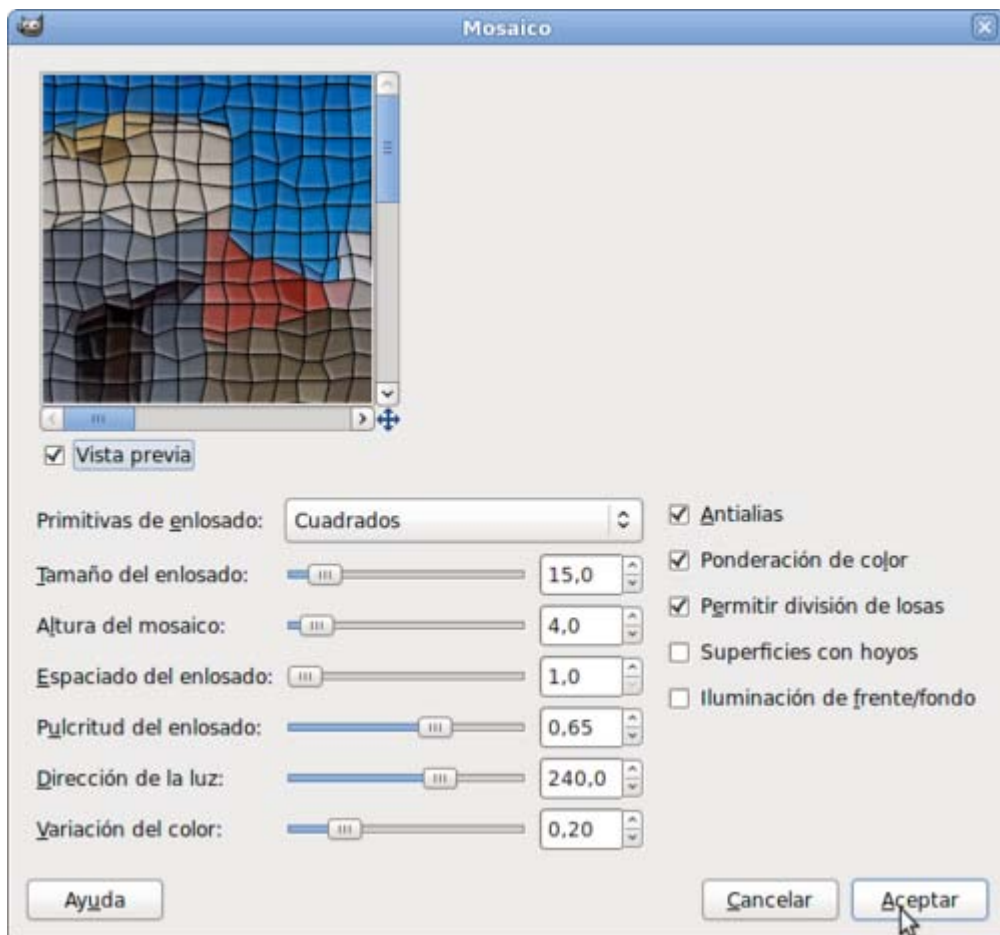 Mosaico
Vista previa
Primitivas de enlosado: Cuadrados
Tamaño del enlosado: 15,0
Altura del mosaico: 4,0
Espaciado del enlosado: 1,0
Pulcritud del enlosado: 0,65
Dirección de la luz: 240,0
Variación del color: 0,20
Antialias
Ponderación de color
Permitir división de losas
Superficies con hoyos
Iluminación de frente/fondo
Ayuda
Cancelar
Aceptar